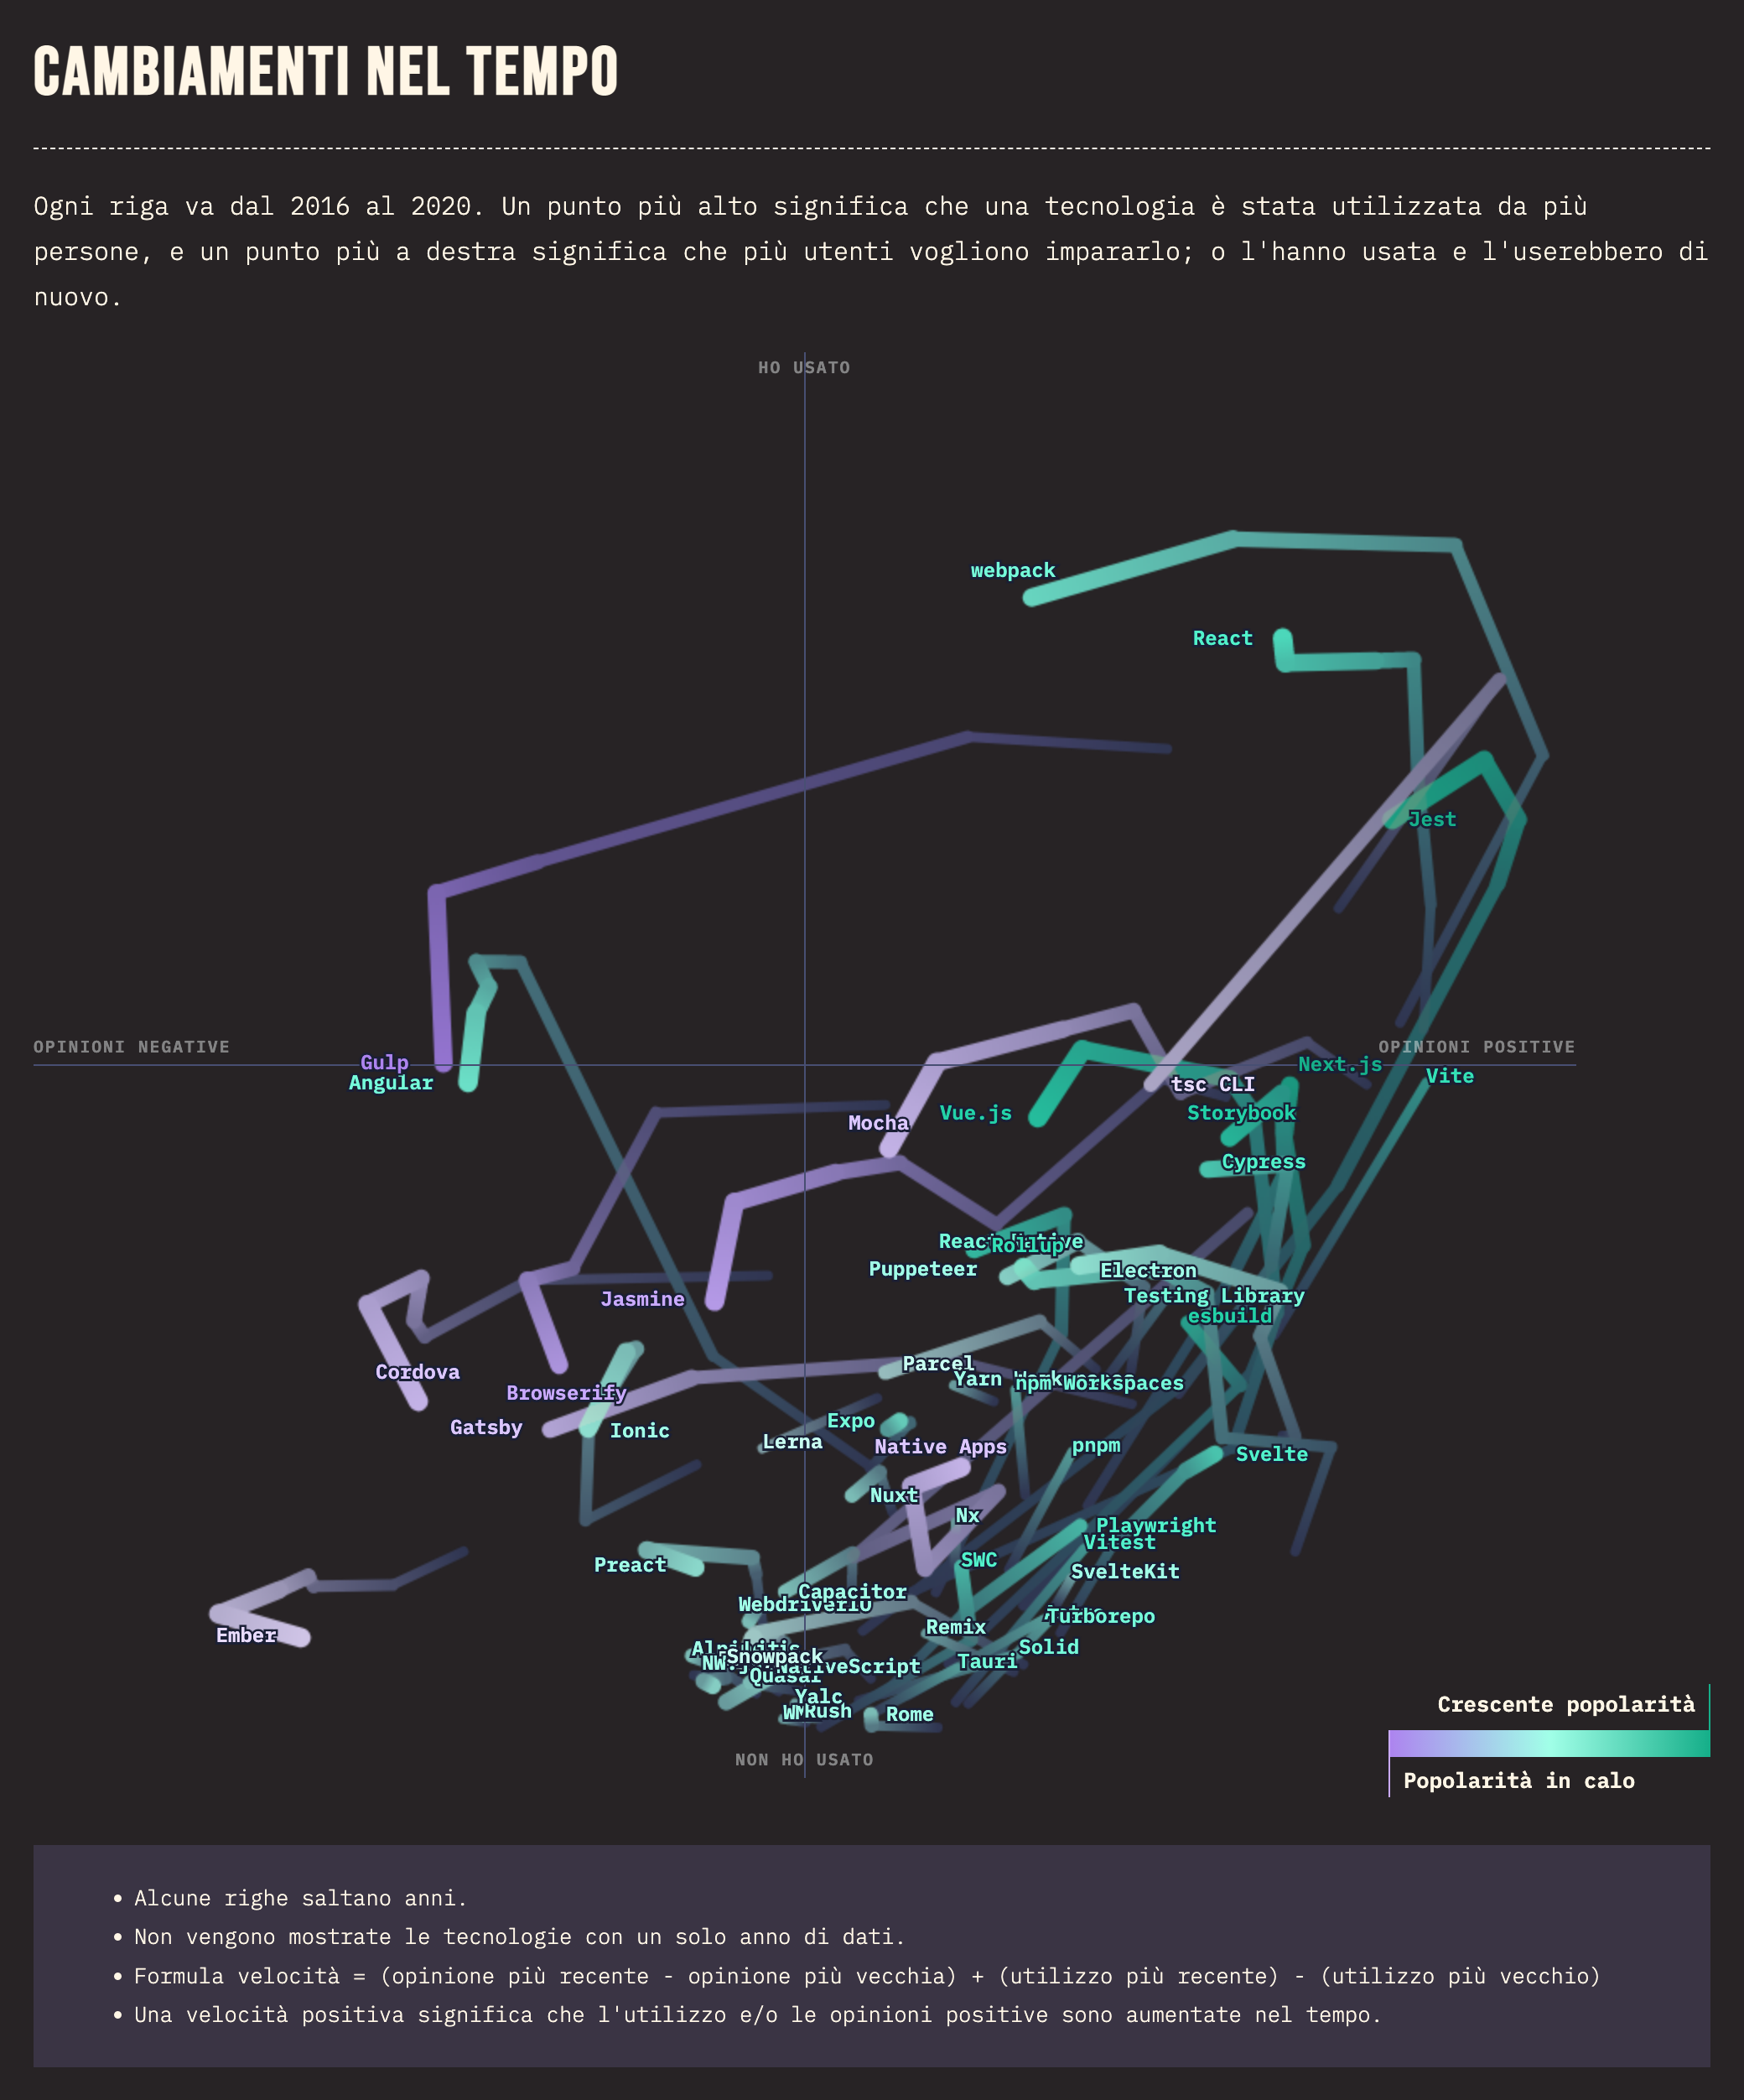 CAMBIAMENTI NEL TEMPO
Ogni riga va dal 2016 al 2020. Un punto più alto significa che una tecnologia è stata utilizzata da più
persone, e un punto più a destra significa che più utenti vogliono impararlo; o l'hanno usata e l'userebbero di
nuovo.
HO USATO
webpack
React
Jest
OPINIONI NEGATIVE
OPINIONI POSITIVE
Gulp
Next.js
Angular
tsc CLI
Vite
Mocha
Vue.js
Storybook
Cypress
Rollup
Puppeteer
Electron
Jasmine
Testing Library
esbuild
Cordova
Parcel
Yarn
npm Workspaces
Browserify
Gatsby
Ionic
Expo
Lerna
Native Apps
pnpm
Svelte
Nuxt
Nx
Playwright
Vitest
Preact
SWC
SvelteKit
Capacitor
WebdriverIO
Turborepo
Ember
Remix
Solid
Snowpack
NativeScript
Tauri
Quasar
Yalc
Rush
Rome
NON HO USATO
Crescente popolarità
Popolarità in calo
• Alcune righe saltano anni.
• Non vengono mostrate le tecnologie con un solo anno di dati.
• Formula velocità = (opinione più recente - opinione più vecchia) + (utilizzo più recente) - (utilizzo più vecchio)
• Una velocità positiva significa che l'utilizzo e/o le opinioni positive sono aumentate nel tempo.